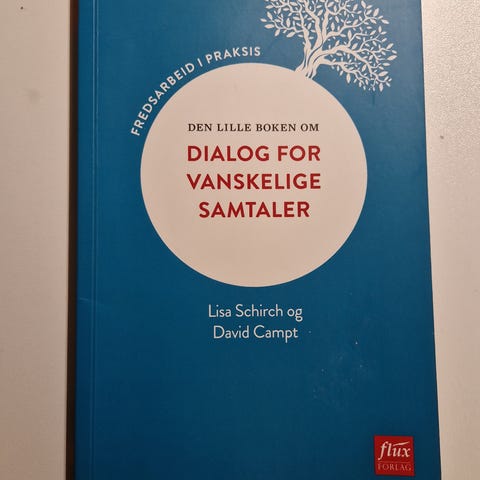 FREDSARBEID I PRAKSIS
DEN LILLE BOKEN OM
DIALOG FOR
VANSKELIGE
SAMTALER
Lisa Schirch og
David Campt
flux
FORLAG